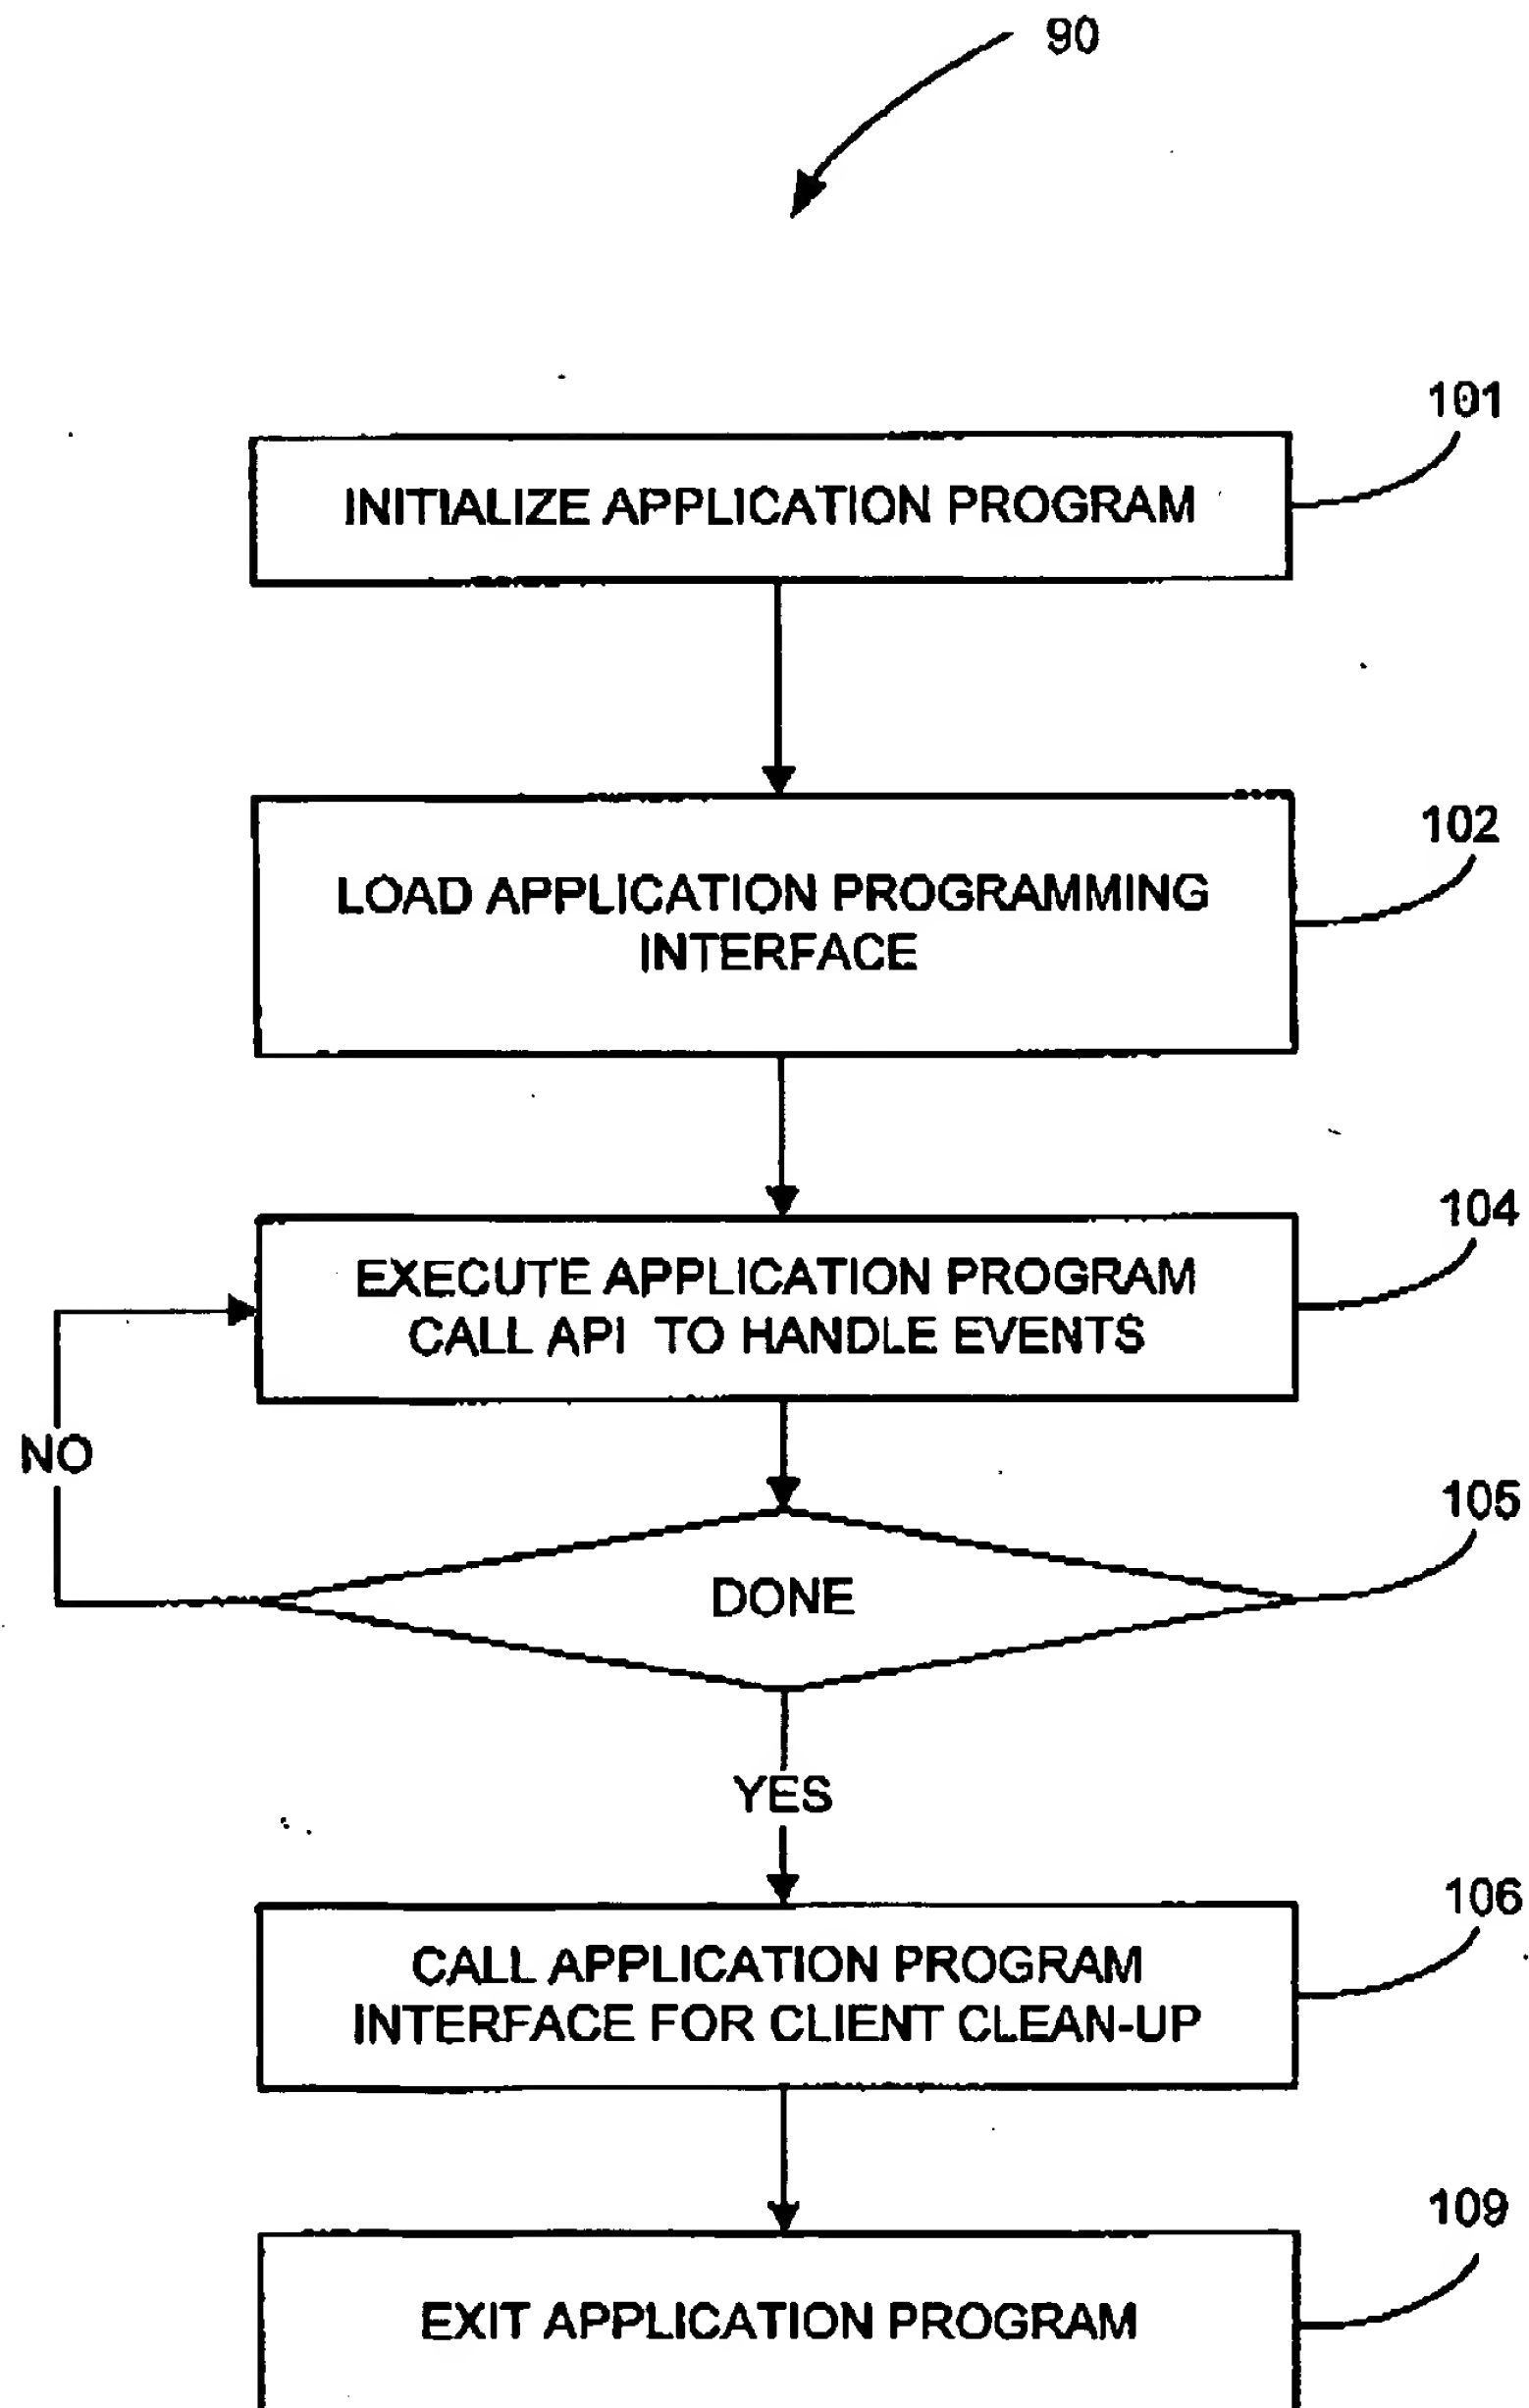 90
101
INITIALIZE APPLICATION PROGRAM
102
LOAD APPLICATION PROGRAMMING
INTERFACE
104
EXECUTE APPLICATION PROGRAM
CALL API TO HANDLE EVENTS
NO
105
DONE
YES
106
CALL APPLICATION PROGRAM
INTERFACE FOR CLIENT CLEAN-UP
109
EXIT APPLICATION PROGRAM